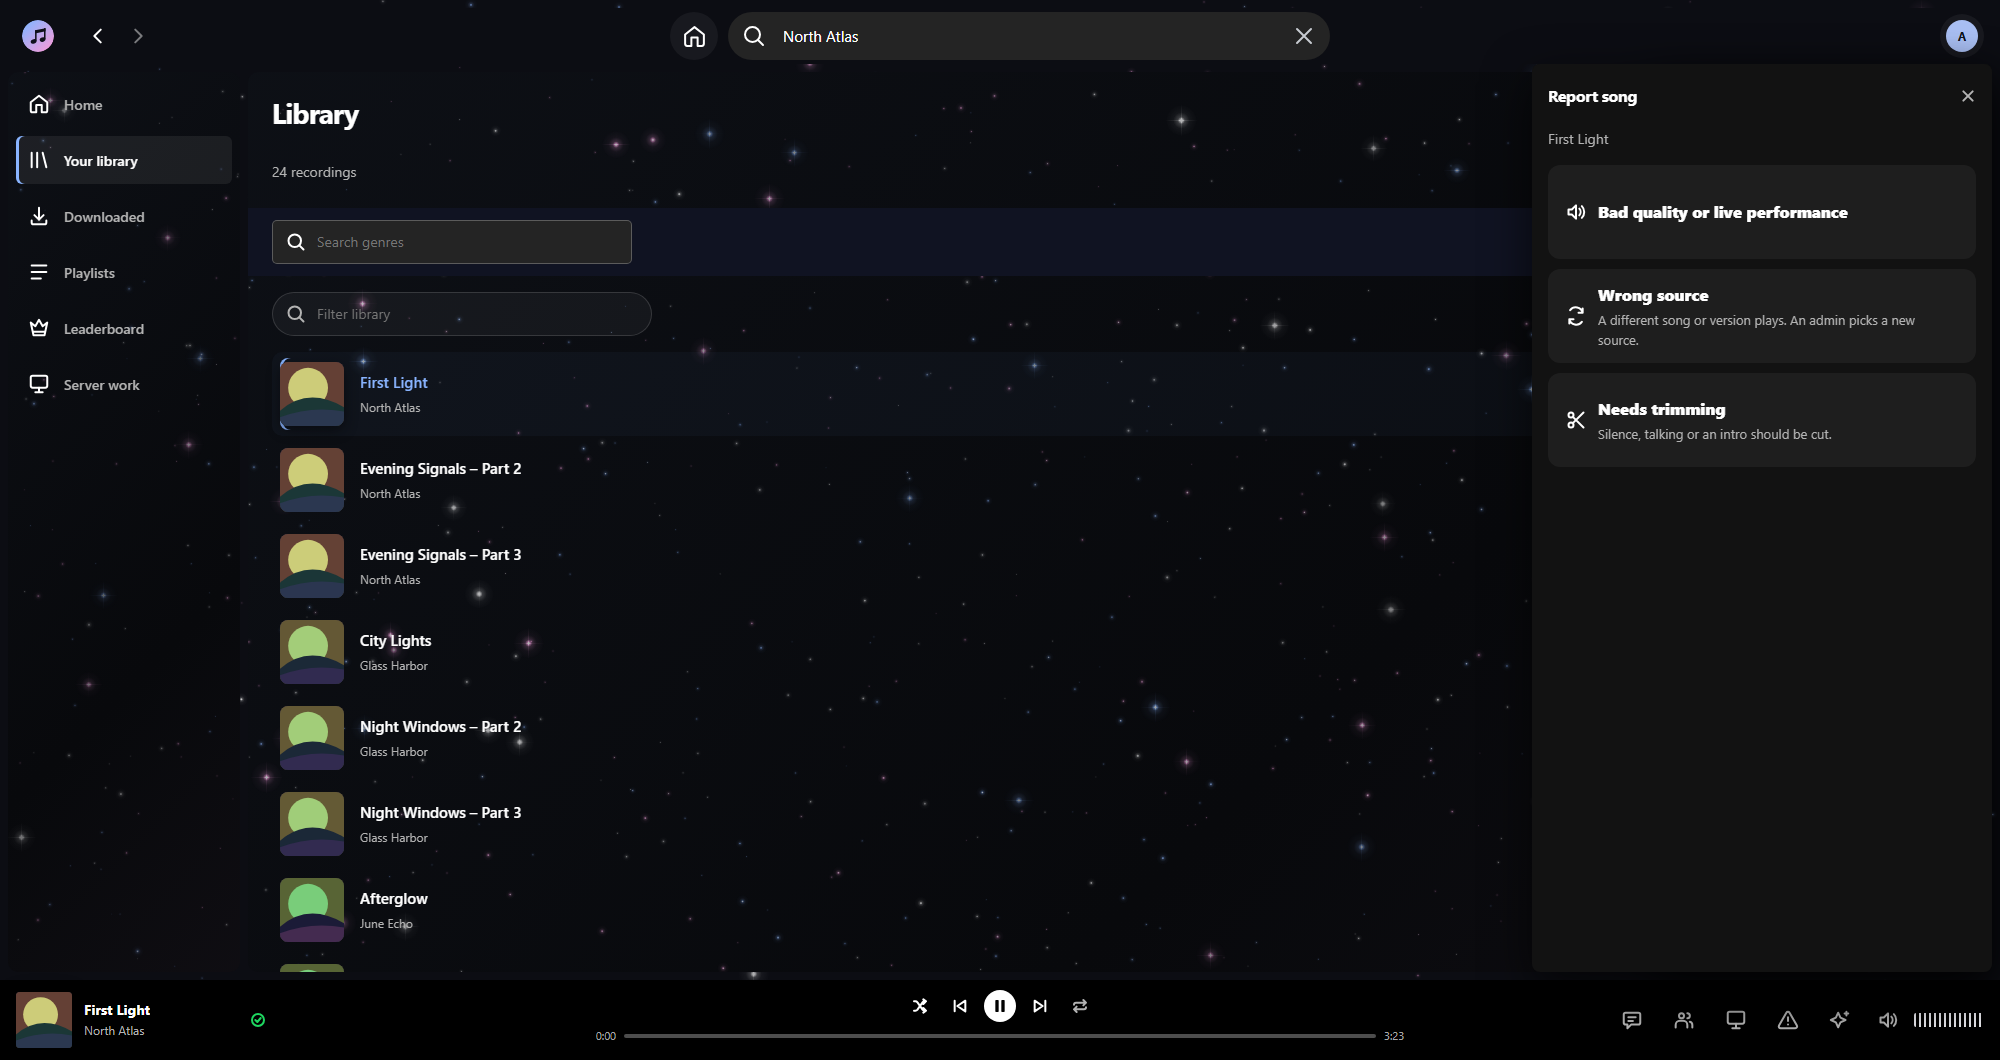 North Atlas
A
Home
Your library
Downloaded
Playlists
Leaderboard
Server work
Library
24 recordings
Search genres
Filter library
First Light
North Atlas
Evening Signals – Part 2
North Atlas
Evening Signals – Part 3
North Atlas
City Lights
Glass Harbor
Night Windows – Part 2
Glass Harbor
Night Windows – Part 3
Glass Harbor
Afterglow
June Echo
Report song
First Light
Bad quality or live performance
Wrong source
A different song or version plays. An admin picks a new
source.
Needs trimming
Silence, talking or an intro should be cut.
First Light
North Atlas
0:00
3:23